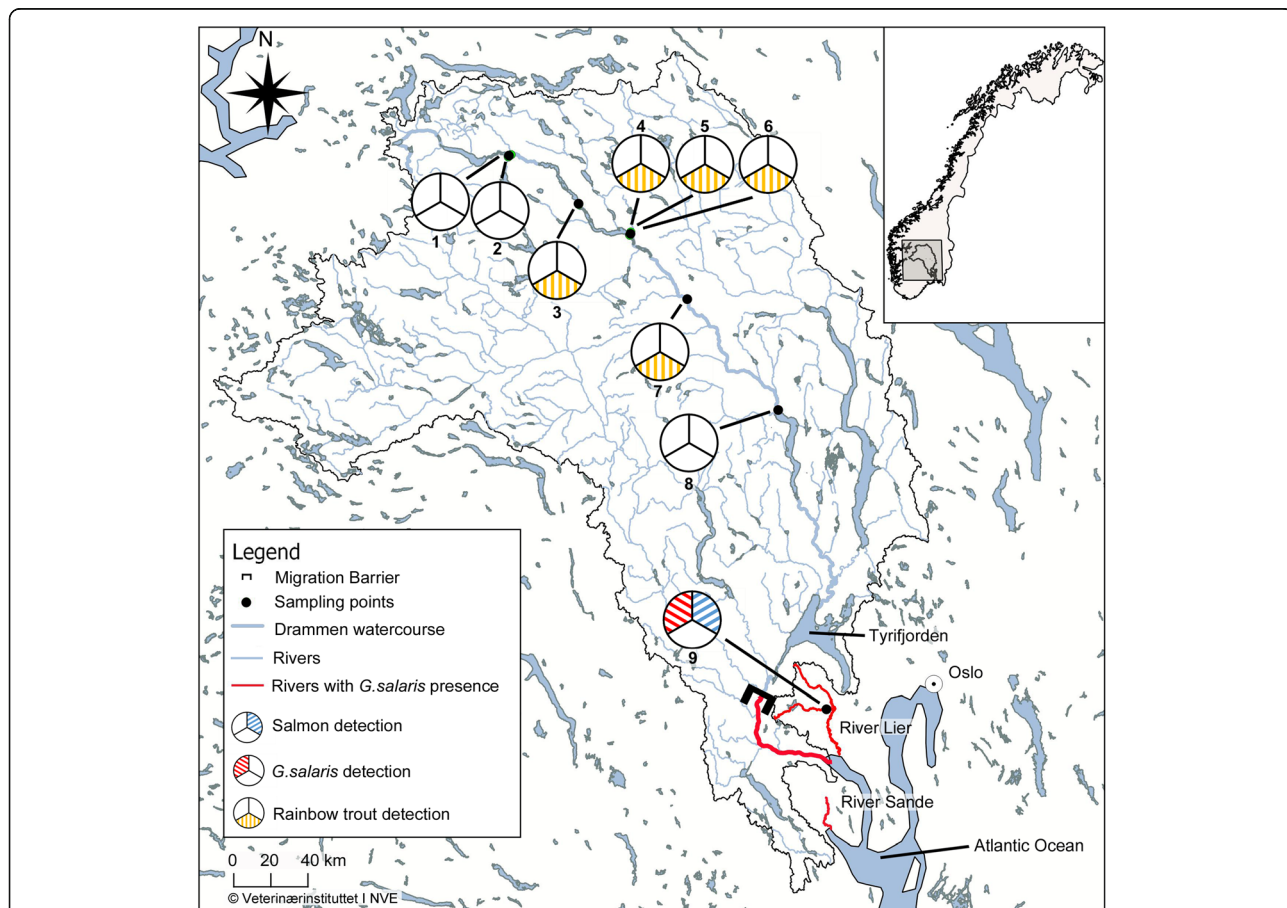 N
4
5
6
1
2
3
7
8
9
Legend
Migration Barrier
Sampling points
Drammen watercourse
Rivers
Rivers with G.salaris presence
Salmon detection
G.salaris detection
Rainbow trout detection
Tyrifjorden
Oslo
River Lier
River Sande
Atlantic Ocean
0 20 40 km
© Veterinærinstituttet I NVE